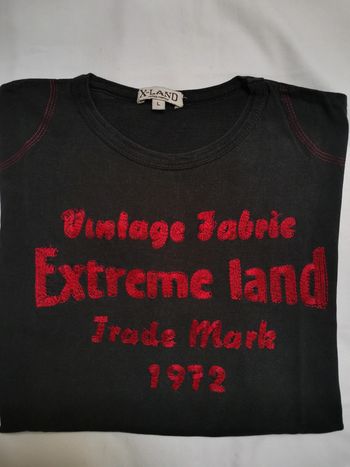 X-LAND
L
Vintage Fabric
Extreme land
Trade Mark
1972